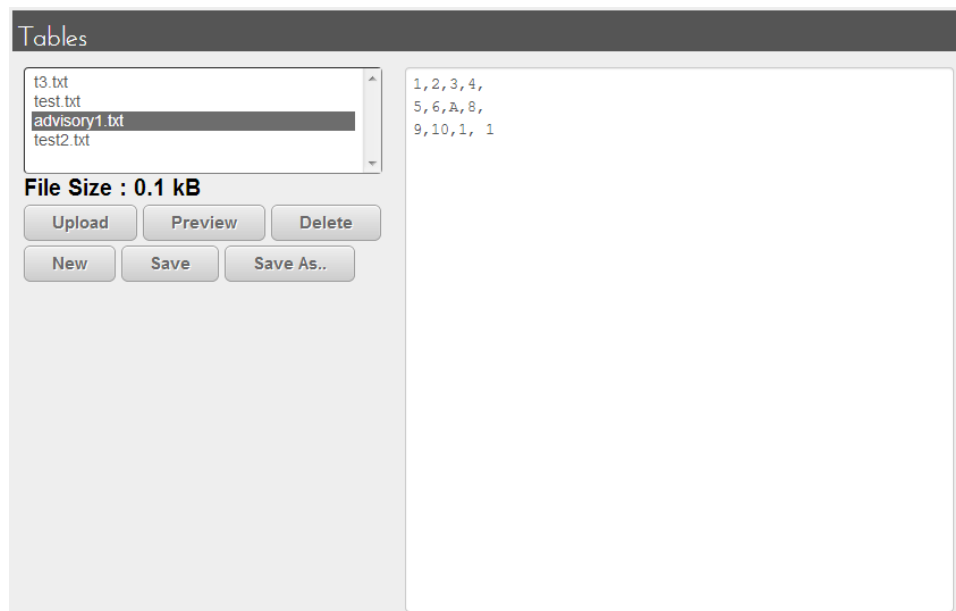 Tables
t3.txt
test.txt
advisory1.txt
test2.txt
File Size : 0.1 kB
Upload Preview Delete
New Save Save As..
1,2,3,4,
5,6,A,8,
9,10,1, 1